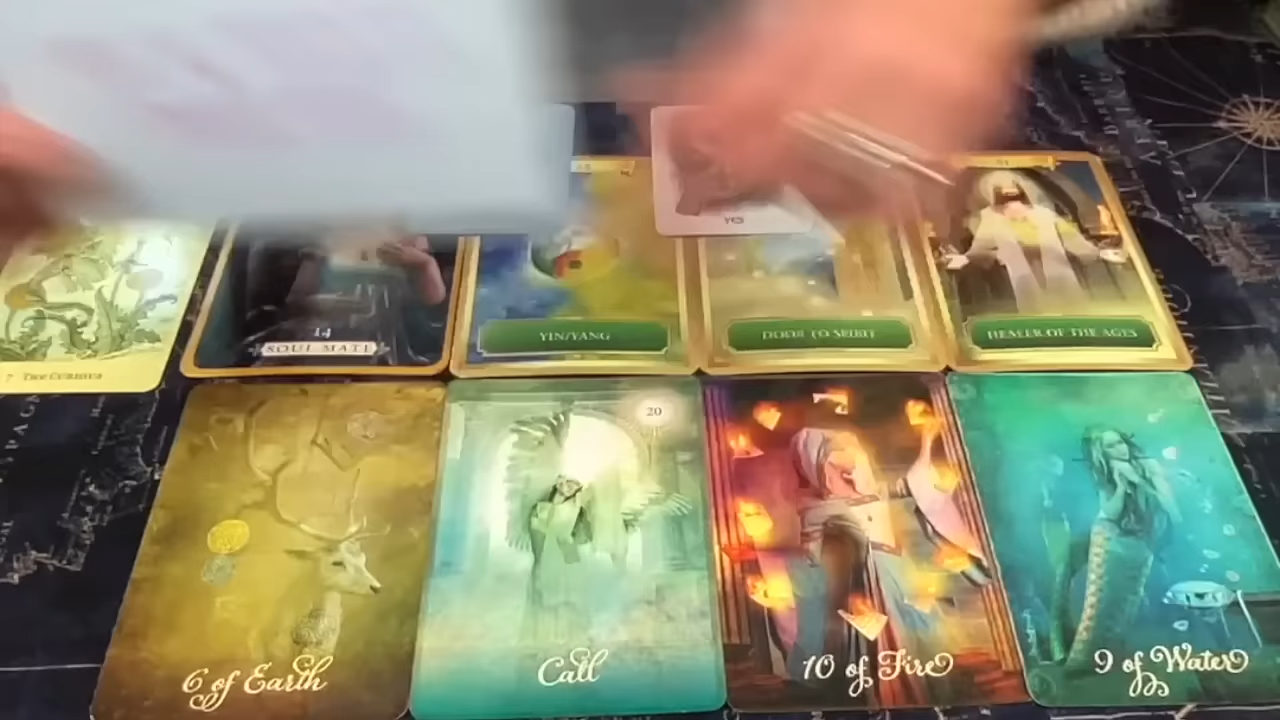 YES
7 THE CURIOUS
14
SOUL MATE
YIN/YANG
DOOR TO SPIRIT
HEALER OF THE AGES
20
6 of Earth
Call
10 of Fire
9 of Water